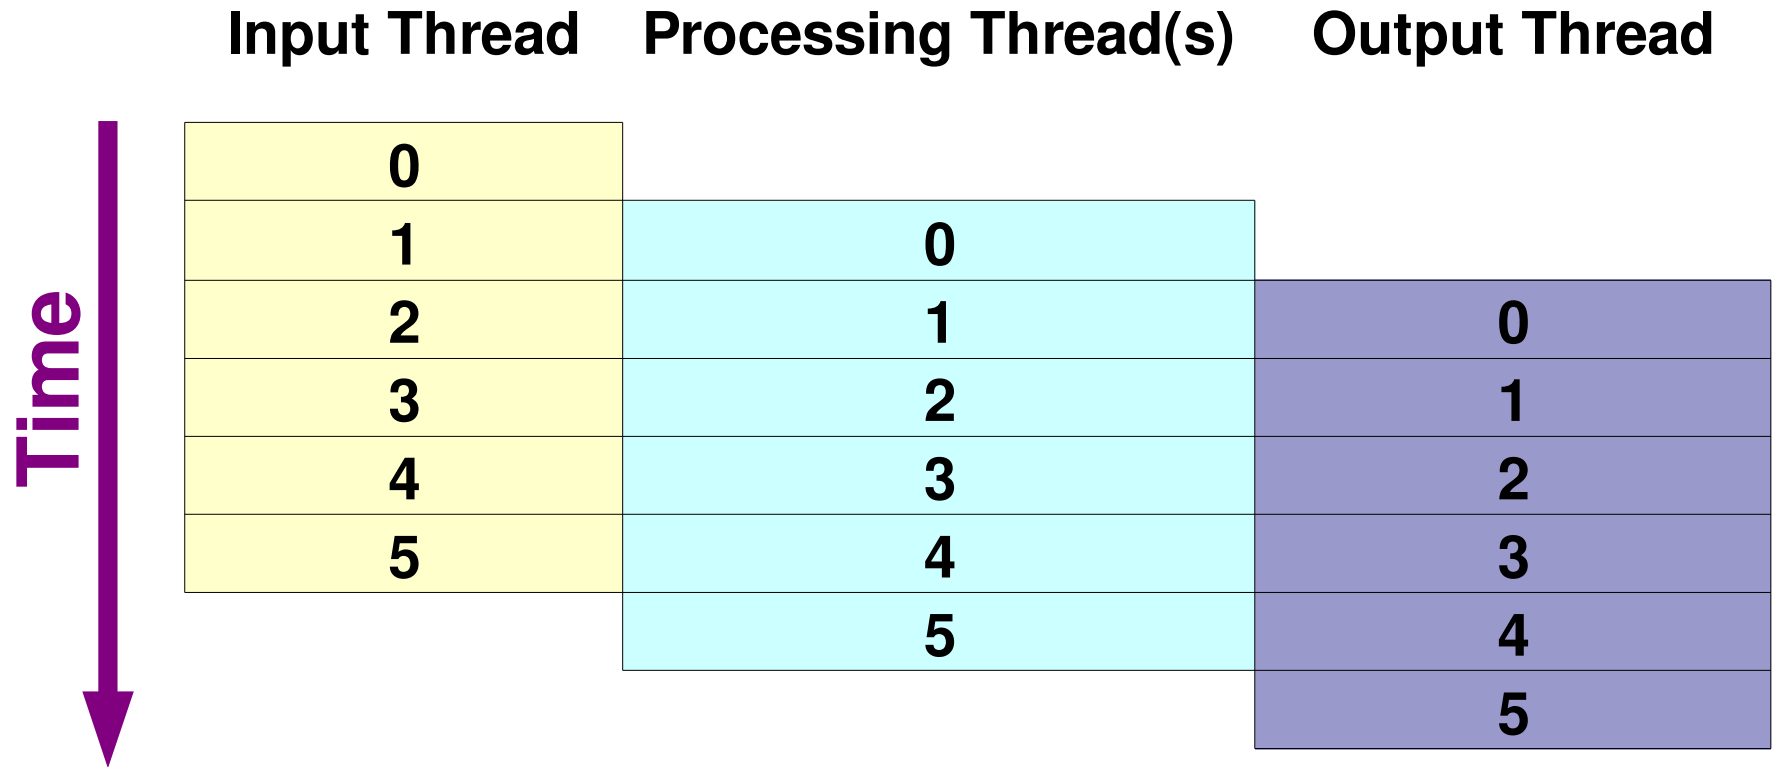 Input Thread Processing Thread(s) Output Thread
Time
0
1 0
2 1 0
3 2 1
4 3 2
5 4 3
5 4
5